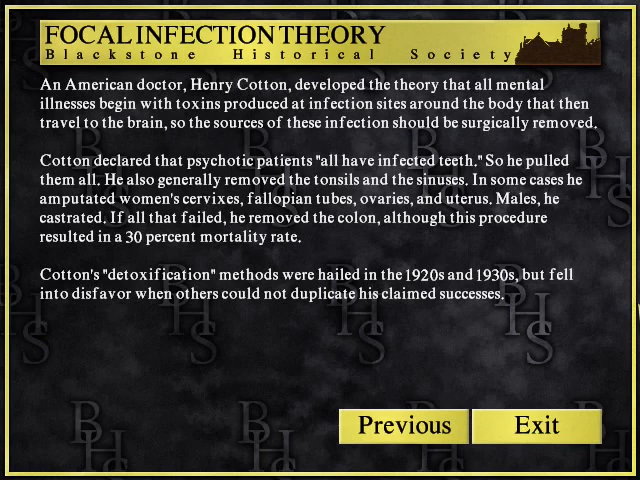 FOCAL INFECTION THEORY
Blackstone Historical Society
An American doctor, Henry Cotton, developed the theory that all mental
illnesses begin with toxins produced at infection sites around the body that then
travel to the brain, so the sources of these infection should be surgically removed.
Cotton declared that psychotic patients "all have infected teeth." So he pulled
them all. He also generally removed the tonsils and the sinuses. In some cases he
amputated women's cervixes, fallopian tubes, ovaries, and uterus. Males, he
castrated. If all that failed, he removed the colon, although this procedure
resulted in a 30 percent mortality rate.
Cotton's "detoxification" methods were hailed in the 1920s and 1930s, but fell
into disfavor when others could not duplicate his claimed successes.
Previous Exit